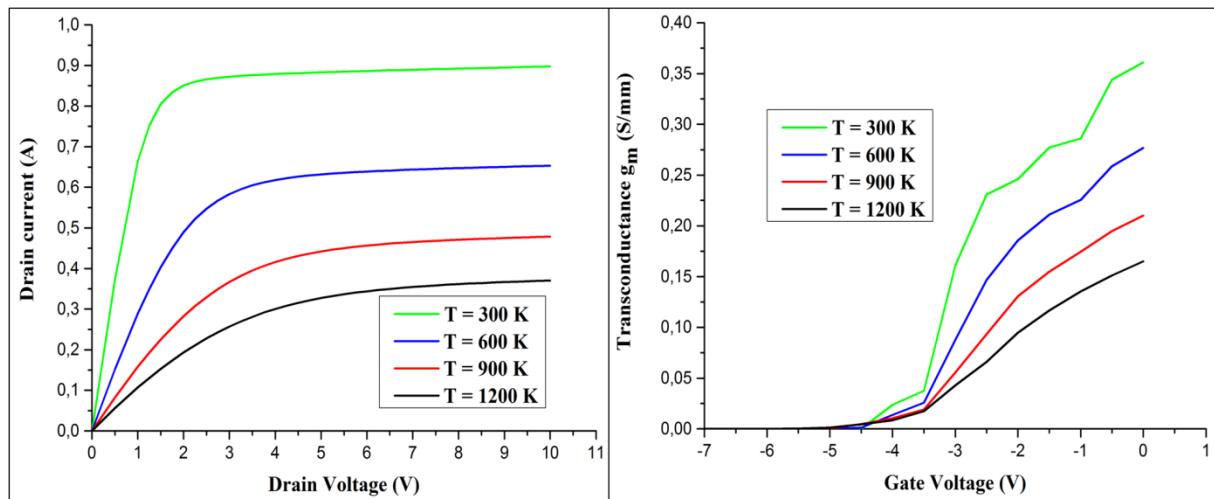 Drain current (A)
1,0
0,9
0,8
0,7
0,6
0,5
0,4
0,3
0,2
0,1
0,0
T = 300 K
T = 600 K
T = 900 K
T = 1200 K
0 1 2 3 4 5 6 7 8 9 10 11
Drain Voltage (V)
Transconductance gm (S/mm)
0,40
0,35
0,30
0,25
0,20
0,15
0,10
0,05
0,00
T = 300 K
T = 600 K
T = 900 K
T = 1200 K
-7 -6 -5 -4 -3 -2 -1 0 1
Gate Voltage (V)